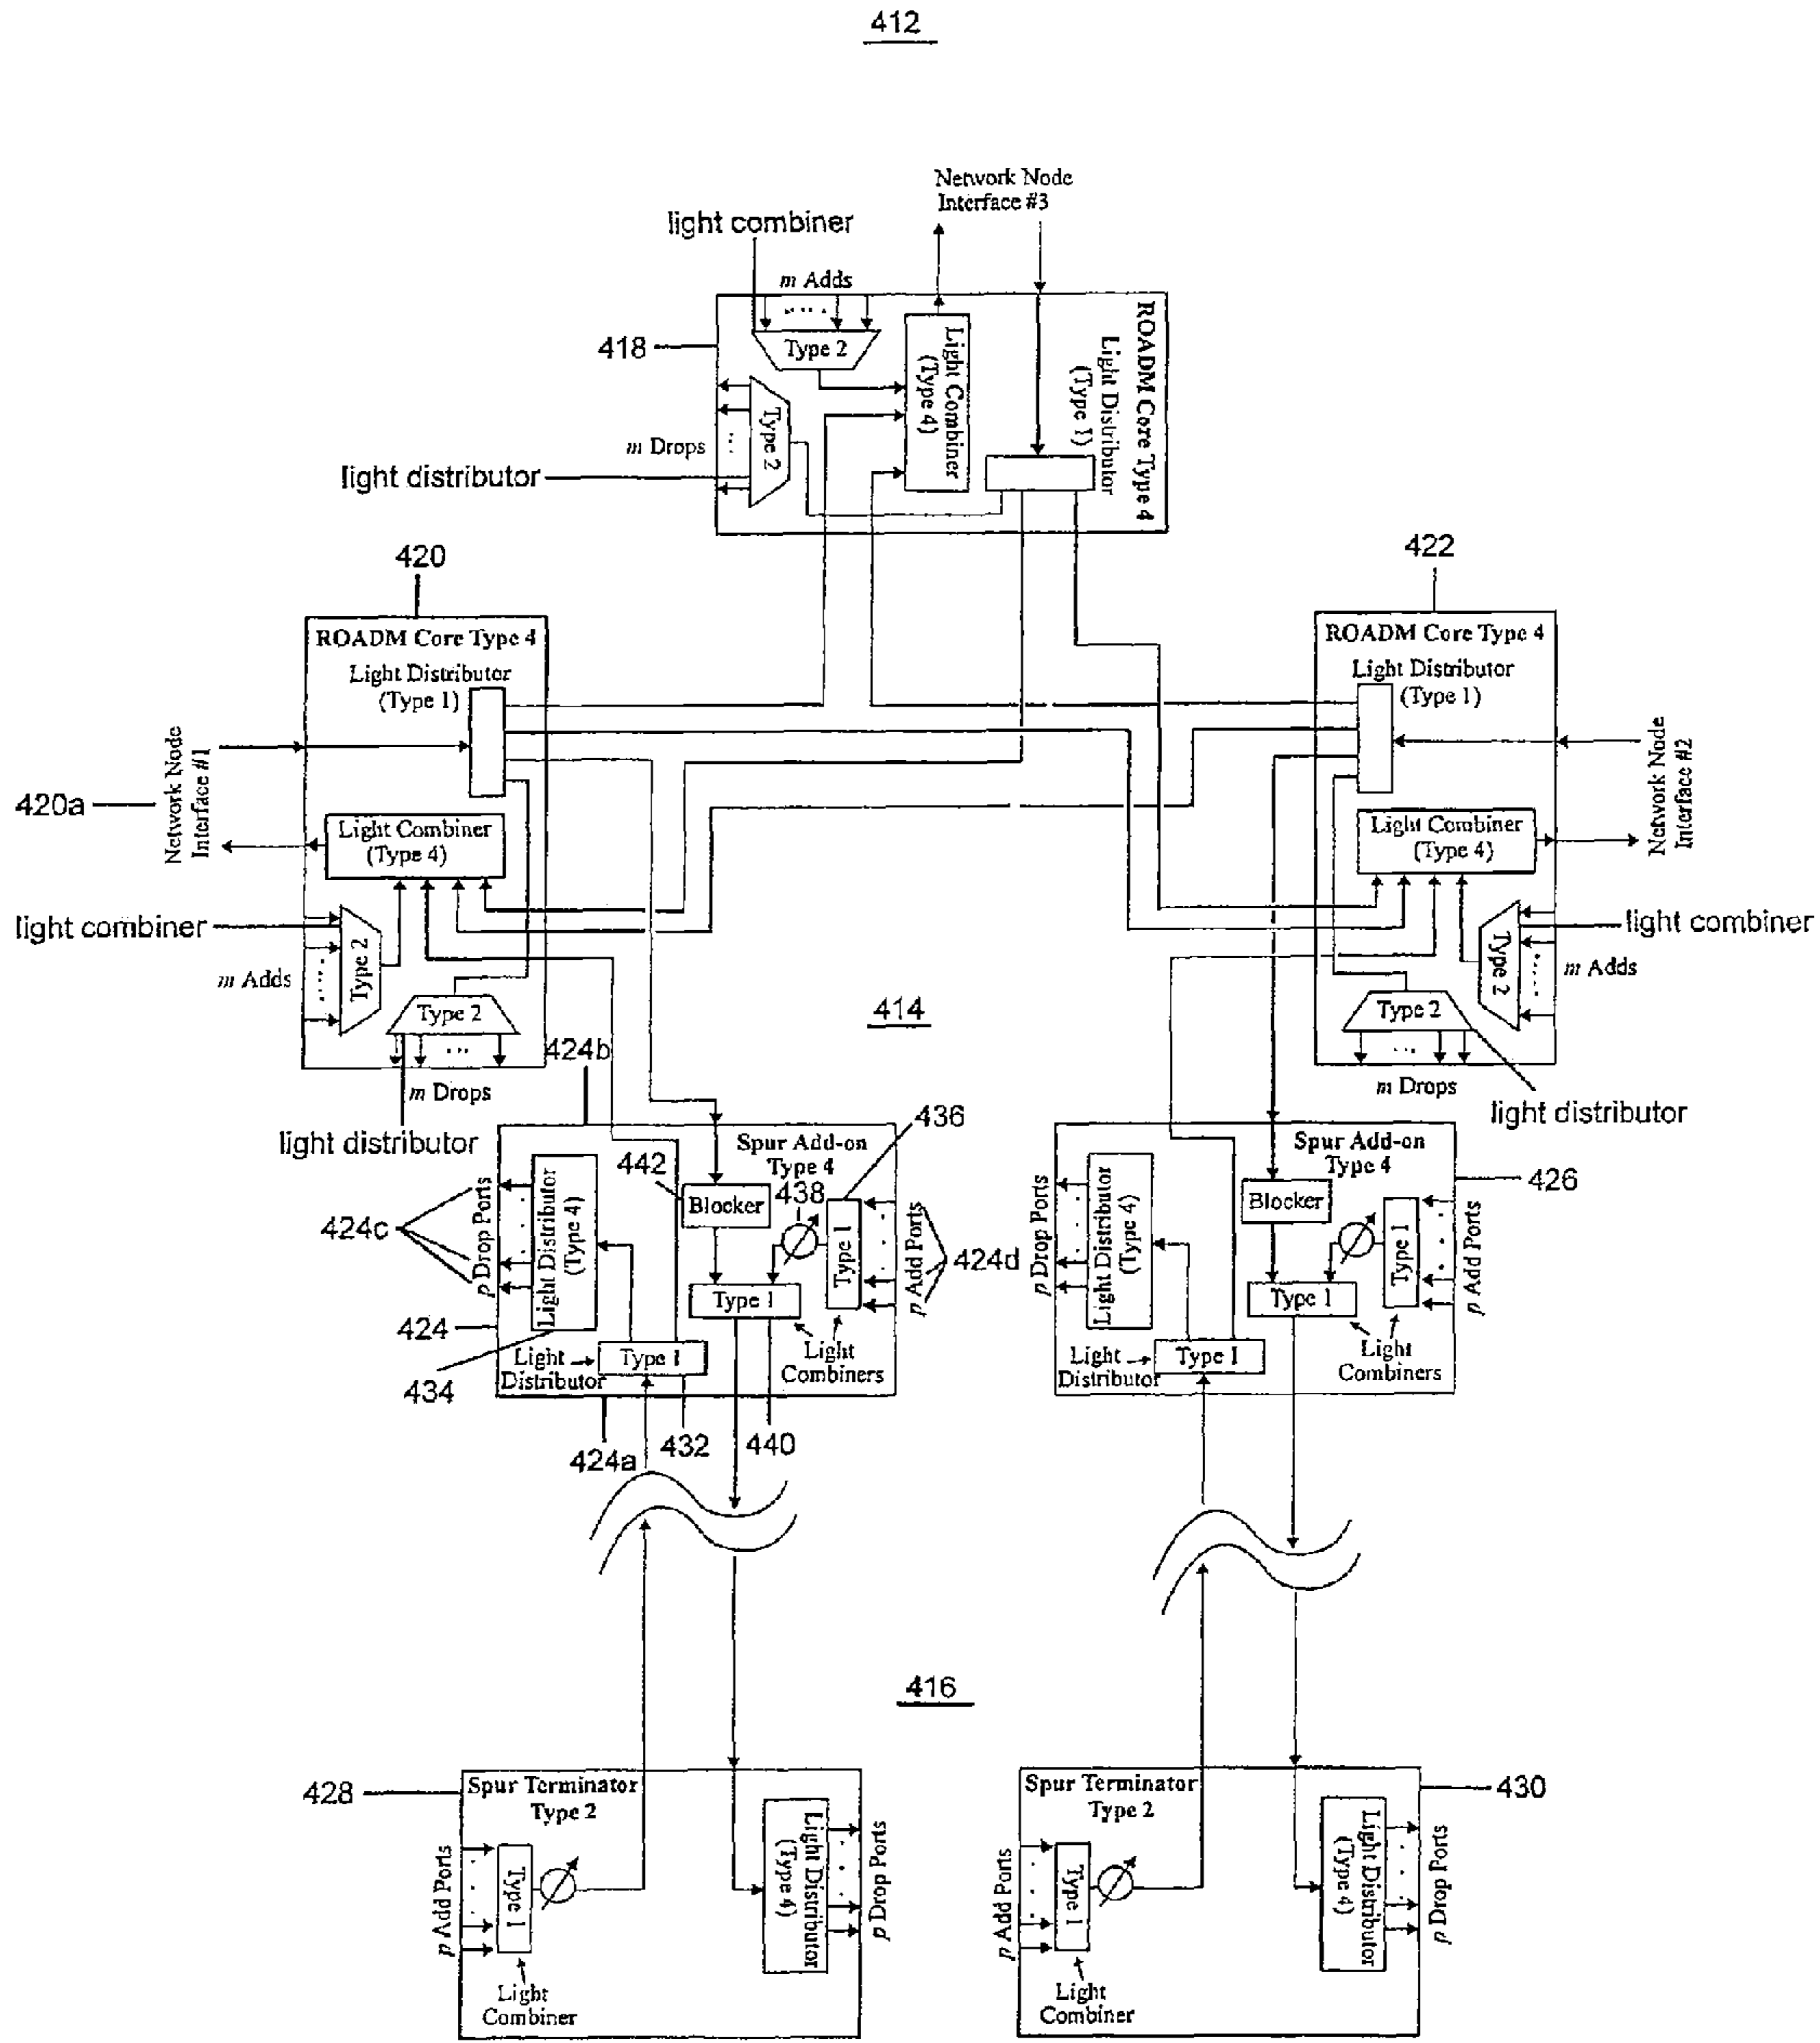 412
Network Node
Interface #3
light combiner
m Adds
Type 2
Light Combiner
(Type 4)
Light Distributor
(Type 1)
ROADM Core Type 4
418
Type 2
m Drops
light distributor
420
ROADM Core Type 4
Light Distributor
(Type 1)
Network Node
Interface #1
420a
Light Combiner
(Type 4)
light combiner
Type 2
m Adds
Type 2
m Drops
light distributor
422
ROADM Core Type 4
Light Distributor
(Type 1)
Network Node
Interface #2
Light Combiner
(Type 4)
light combiner
Type 2
m Adds
Type 2
m Drops
light distributor
414
424b
Spur Add-on
Type 4
436
442
438
Blocker
Type 1
p Add Ports
424d
p Drop Ports
424c
Light Distributor
(Type 4)
Type 1
424
Light
Distributor
Type 1
Light
Combiners
434
424a
432
440
Spur Add-on
Type 4
426
Blocker
Type 1
p Add Ports
p Drop Ports
Light Distributor
(Type 4)
Type 1
Light
Distributor
Type 1
Light
Combiners
416
428
Spur Terminator
Type 2
p Add Ports
Type 1
Light
Combiner
Light Distributor
(Type 4)
p Drop Ports
430
Spur Terminator
Type 2
p Add Ports
Type 1
Light
Combiner
Light Distributor
(Type 4)
p Drop Ports